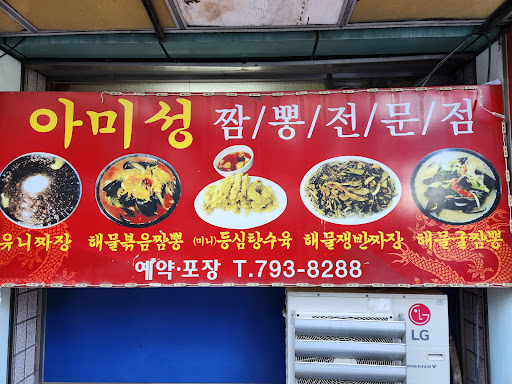 아미성 짬/뽕/전/문/점
유니짜장 해물볶음짬뽕 (미니)등심탕수육 해물쟁반짜장 해물굴짬뽕
예약·포장 T.793-8288
LG
INVERTER V